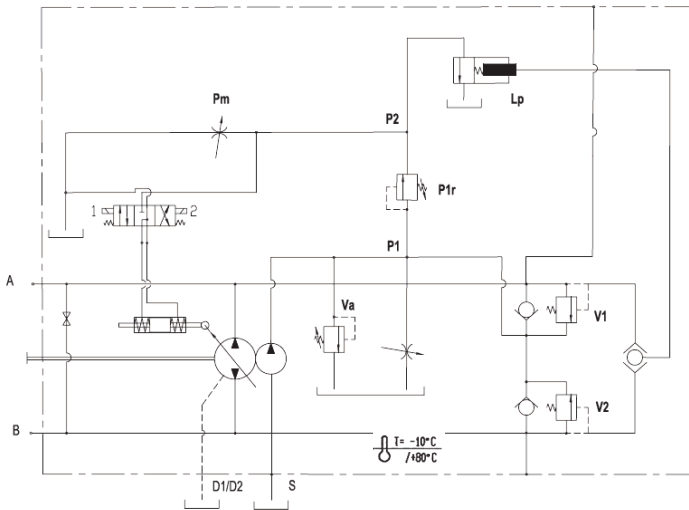 Pm
P2
Lp
P1r
1 2
P1
A
Va
V1
V2
B
T= -10°C
/+80°C
D1/D2 S